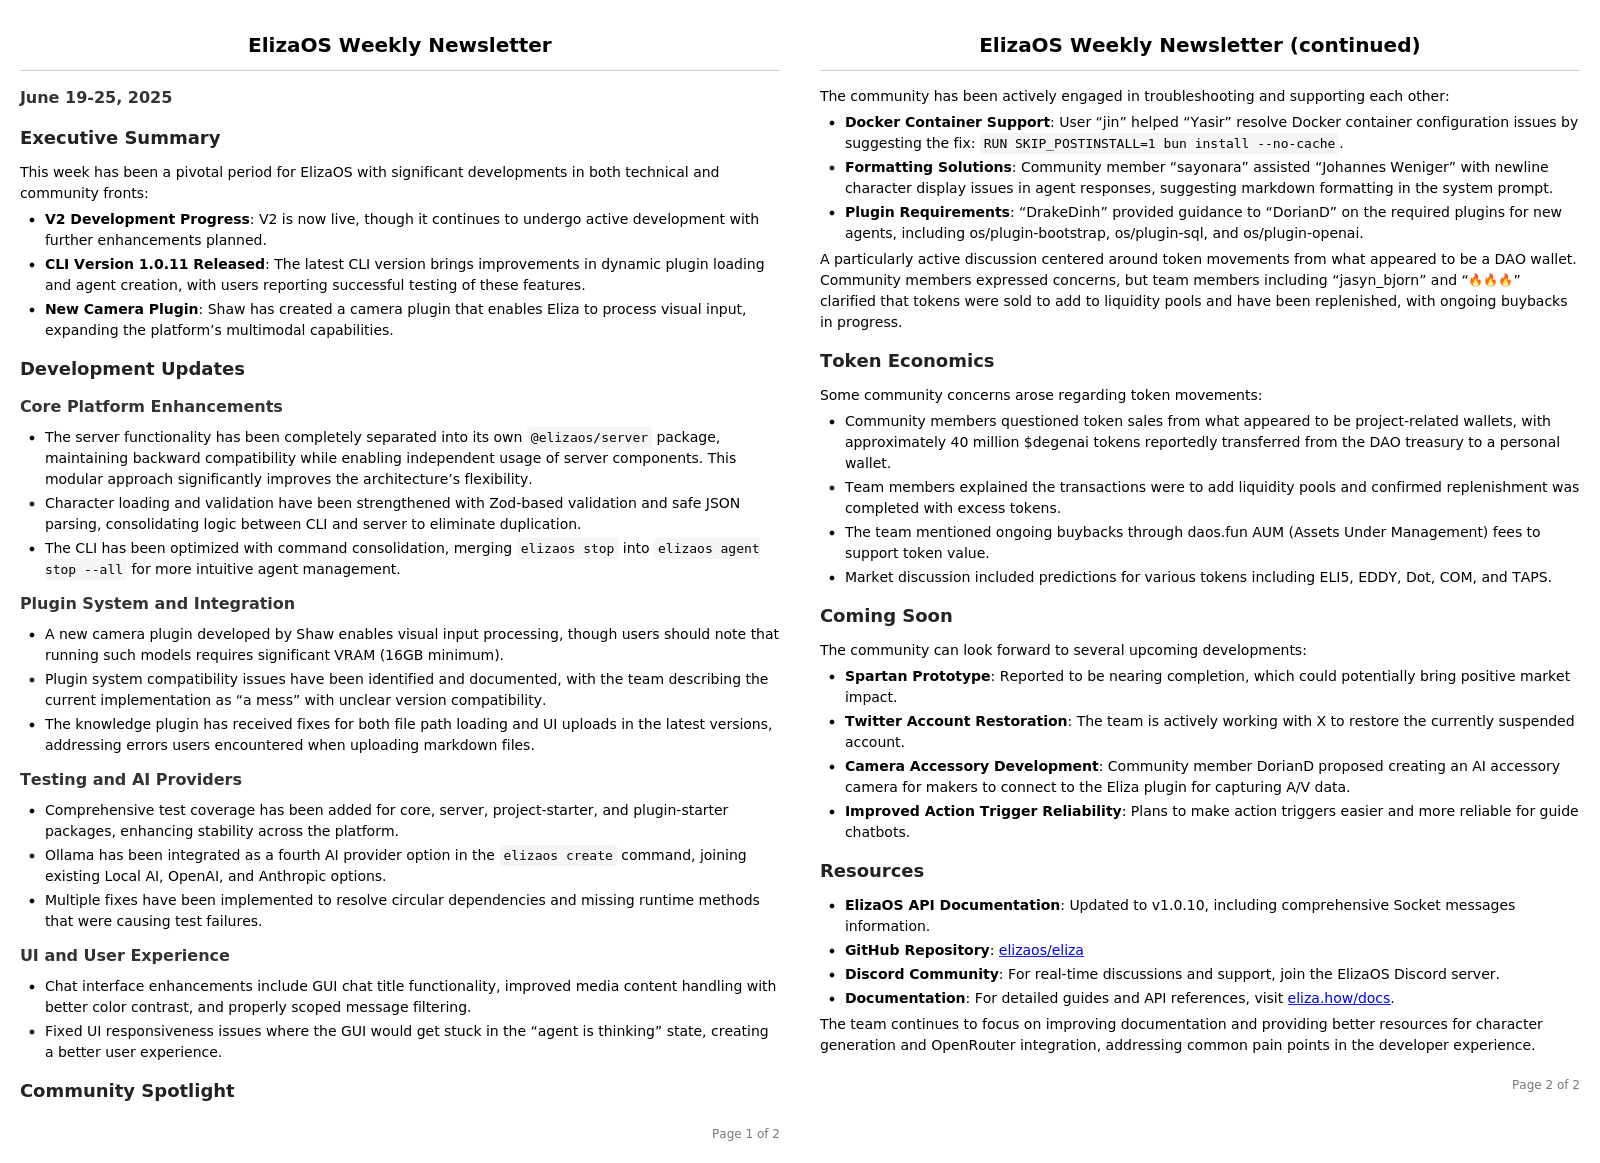 ElizaOS Weekly Newsletter
June 19-25, 2025
Executive Summary
This week has been a pivotal period for ElizaOS with significant developments in both technical and
community fronts:
• V2 Development Progress: V2 is now live, though it continues to undergo active development with
further enhancements planned.
• CLI Version 1.0.11 Released: The latest CLI version brings improvements in dynamic plugin loading
and agent creation, with users reporting successful testing of these features.
• New Camera Plugin: Shaw has created a camera plugin that enables Eliza to process visual input,
expanding the platform’s multimodal capabilities.
Development Updates
Core Platform Enhancements
• The server functionality has been completely separated into its own @elizaos/server package,
maintaining backward compatibility while enabling independent usage of server components. This
modular approach significantly improves the architecture’s flexibility.
• Character loading and validation have been strengthened with Zod-based validation and safe JSON
parsing, consolidating logic between CLI and server to eliminate duplication.
• The CLI has been optimized with command consolidation, merging elizaos stop into elizaos agent
stop --all for more intuitive agent management.
Plugin System and Integration
• A new camera plugin developed by Shaw enables visual input processing, though users should note that
running such models requires significant VRAM (16GB minimum).
• Plugin system compatibility issues have been identified and documented, with the team describing the
current implementation as “a mess” with unclear version compatibility.
• The knowledge plugin has received fixes for both file path loading and UI uploads in the latest versions,
addressing errors users encountered when uploading markdown files.
Testing and AI Providers
• Comprehensive test coverage has been added for core, server, project-starter, and plugin-starter
packages, enhancing stability across the platform.
• Ollama has been integrated as a fourth AI provider option in the elizaos create command, joining
existing Local AI, OpenAI, and Anthropic options.
• Multiple fixes have been implemented to resolve circular dependencies and missing runtime methods
that were causing test failures.
UI and User Experience
• Chat interface enhancements include GUI chat title functionality, improved media content handling with
better color contrast, and properly scoped message filtering.
• Fixed UI responsiveness issues where the GUI would get stuck in the “agent is thinking” state, creating
a better user experience.
Community Spotlight
Page 1 of 2
ElizaOS Weekly Newsletter (continued)
The community has been actively engaged in troubleshooting and supporting each other:
• Docker Container Support: User “jin” helped “Yasir” resolve Docker container configuration issues by
suggesting the fix: RUN SKIP_POSTINSTALL=1 bun install --no-cache.
• Formatting Solutions: Community member “sayonara” assisted “Johannes Weniger” with newline
character display issues in agent responses, suggesting markdown formatting in the system prompt.
• Plugin Requirements: “DrakeDinh” provided guidance to “DorianD” on the required plugins for new
agents, including os/plugin-bootstrap, os/plugin-sql, and os/plugin-openai.
A particularly active discussion centered around token movements from what appeared to be a DAO wallet.
Community members expressed concerns, but team members including “jasyn_bjorn” and “🔥🔥🔥”
clarified that tokens were sold to add to liquidity pools and have been replenished, with ongoing buybacks
in progress.
Token Economics
Some community concerns arose regarding token movements:
• Community members questioned token sales from what appeared to be project-related wallets, with
approximately 40 million $degenai tokens reportedly transferred from the DAO treasury to a personal
wallet.
• Team members explained the transactions were to add liquidity pools and confirmed replenishment was
completed with excess tokens.
• The team mentioned ongoing buybacks through daos.fun AUM (Assets Under Management) fees to
support token value.
• Market discussion included predictions for various tokens including ELI5, EDDY, Dot, COM, and TAPS.
Coming Soon
The community can look forward to several upcoming developments:
• Spartan Prototype: Reported to be nearing completion, which could potentially bring positive market
impact.
• Twitter Account Restoration: The team is actively working with X to restore the currently suspended
account.
• Camera Accessory Development: Community member DorianD proposed creating an AI accessory
camera for makers to connect to the Eliza plugin for capturing A/V data.
• Improved Action Trigger Reliability: Plans to make action triggers easier and more reliable for guide
chatbots.
Resources
• ElizaOS API Documentation: Updated to v1.0.10, including comprehensive Socket messages
information.
• GitHub Repository: elizaos/eliza
• Discord Community: For real-time discussions and support, join the ElizaOS Discord server.
• Documentation: For detailed guides and API references, visit eliza.how/docs.
The team continues to focus on improving documentation and providing better resources for character
generation and OpenRouter integration, addressing common pain points in the developer experience.
Page 2 of 2